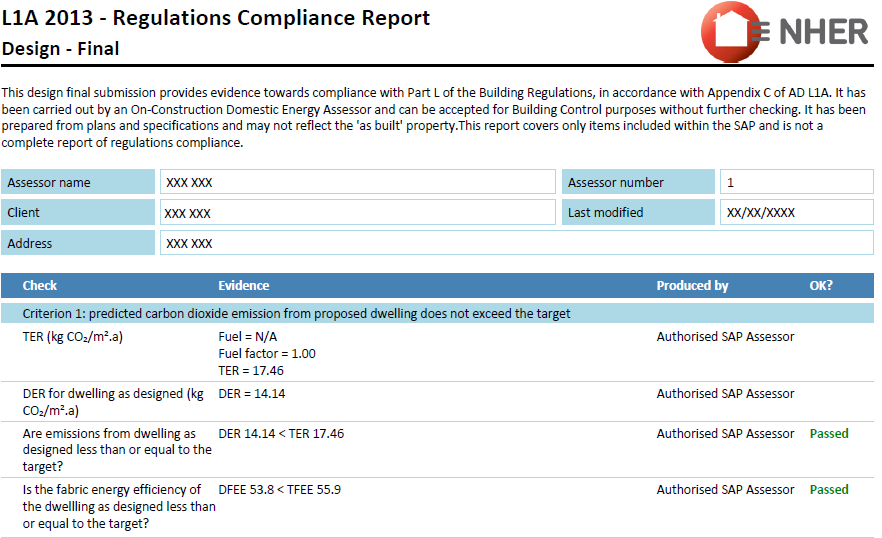 L1A 2013 - Regulations Compliance Report
Design - Final
NHER
This design final submission provides evidence towards compliance with Part L of the Building Regulations, in accordance with Appendix C of AD L1A. It has
been carried out by an On-Construction Domestic Energy Assessor and can be accepted for Building Control purposes without further checking. It has been
prepared from plans and specifications and may not reflect the 'as built' property.This report covers only items included within the SAP and is not a
complete report of regulations compliance.
Assessor name XXX XXX Assessor number 1
Client XXX XXX Last modified XX/XX/XXXX
Address XXX XXX
Check Evidence Produced by OK?
Criterion 1: predicted carbon dioxide emission from proposed dwelling does not exceed the target
TER (kg CO₂/m².a) Fuel = N/A Authorised SAP Assessor
Fuel factor = 1.00
TER = 17.46
DER for dwelling as designed (kg DER = 14.14 Authorised SAP Assessor
CO₂/m².a)
Are emissions from dwelling as DER 14.14 < TER 17.46 Authorised SAP Assessor Passed
designed less than or equal to the
target?
Is the fabric energy efficiency of DFEE 53.8 < TFEE 55.9 Authorised SAP Assessor Passed
the dwellling as designed less than
or equal to the target?